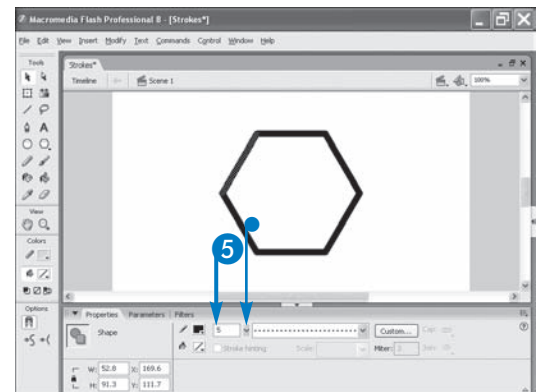 Macromedia Flash Professional 8 - [Strokes*]
File Edit View Insert Modify Text Commands Control Window Help
Tools
Strokes*
Timeline Scene 1 100%
A
View
Colors
Options
5
Properties Parameters Filters
Shape 5 Custom... Cap:
Stroke hinting Scale: Miter: 3 Join:
W: 52.8 X: 169.6
H: 91.3 Y: 111.7